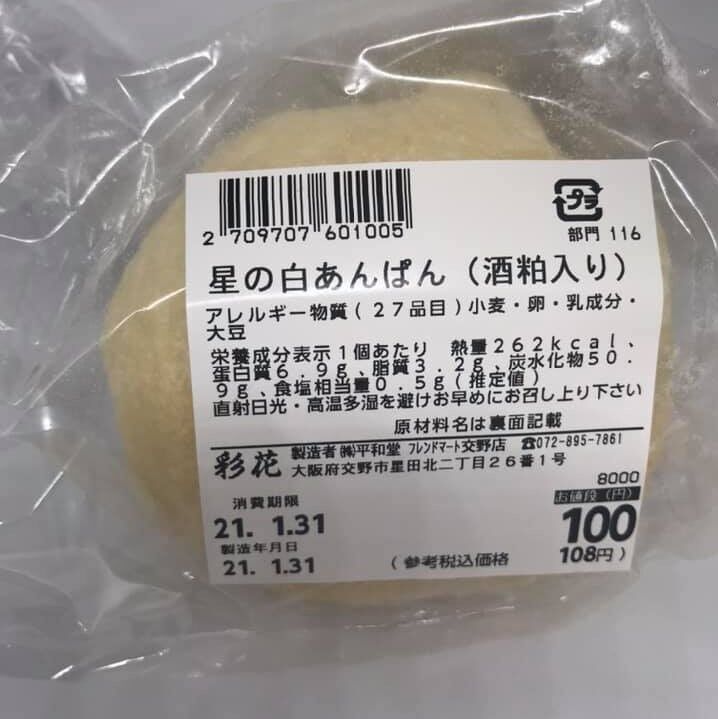 2 709707 601005
プラ
部門 116
星の白あんぱん（酒粕入り）
アレルギー物質(27品目)小麦・卵・乳成分・
大豆
栄養成分表示1個あたり 熱量262kcal、
蛋白質6.9g、脂質3.2g、炭水化物50.
9g、食塩相当量0.5g(推定値)
直射日光・高温多湿を避けお早めにお召し上り下さい
原材料名は裏面記載
彩花 製造者 ㈱平和堂 フレンドマート交野店 ☎072-895-7861
大阪府交野市星田北二丁目26番1号
8000
消費期限
お値段（円）
21. 1.31
100
製造年月日
21. 1.31
（参考税込価格 108円）